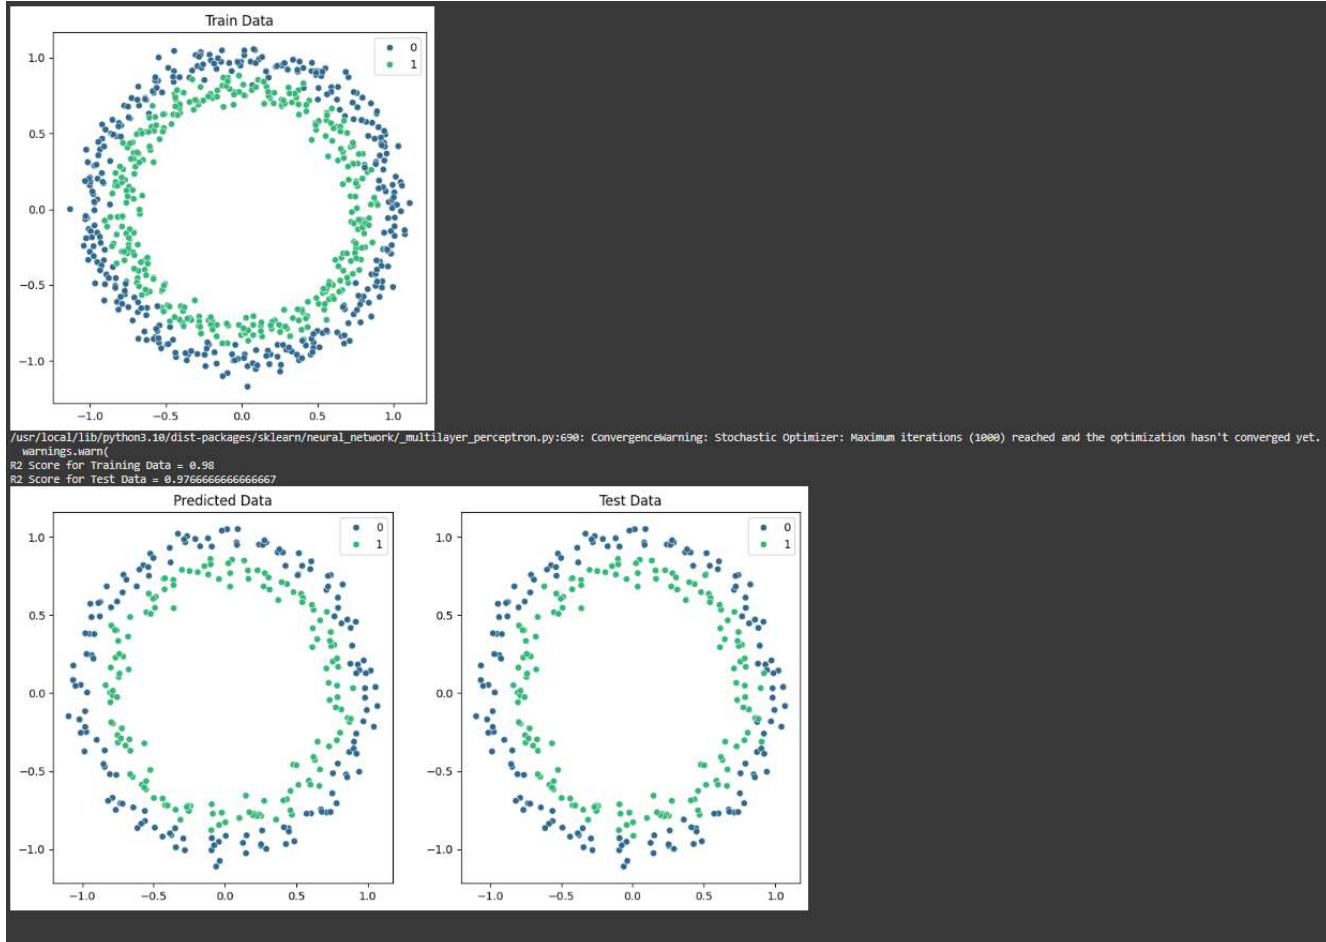 Train Data
0
1
1.0
0.5
0.0
−0.5
−1.0
−1.0 −0.5 0.0 0.5 1.0
/usr/local/lib/python3.10/dist-packages/sklearn/neural_network/_multilayer_perceptron.py:690: ConvergenceWarning: Stochastic Optimizer: Maximum iterations (1000) reached and the optimization hasn't converged yet.
warnings.warn(
R2 Score for Training Data = 0.98
R2 Score for Test Data = 0.9766666666666667
Predicted Data
0
1
1.0
0.5
0.0
−0.5
−1.0
−1.0 −0.5 0.0 0.5 1.0
Test Data
0
1
1.0
0.5
0.0
−0.5
−1.0
−1.0 −0.5 0.0 0.5 1.0